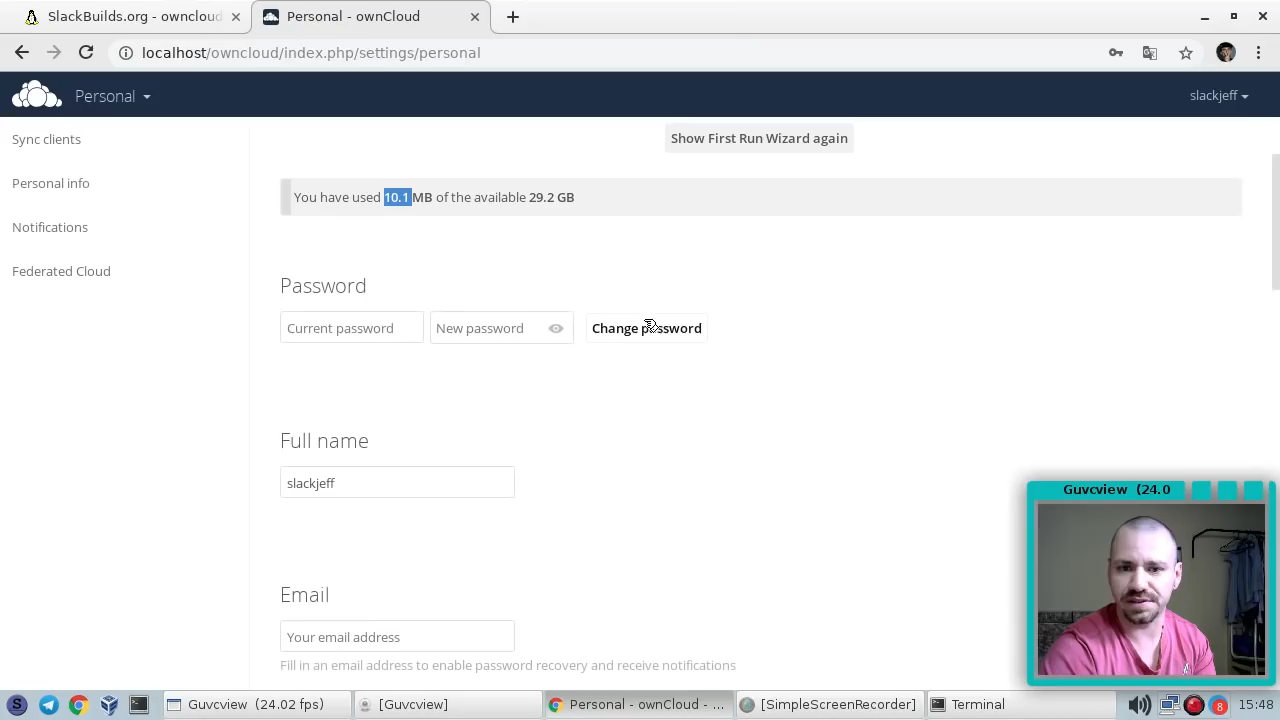 SlackBuilds.org - owncloud
Personal - ownCloud
localhost/owncloud/index.php/settings/personal
Personal
slackjeff
Sync clients
Personal info
Notifications
Federated Cloud
Show First Run Wizard again
You have used 10.1 MB of the available 29.2 GB
Password
Current password
New password
Change password
Full name
slackjeff
Email
Your email address
Fill in an email address to enable password recovery and receive notifications
Guvcview (24.0
Guvcview (24.02 fps)
[Guvcview]
Personal - ownCloud - ...
[SimpleScreenRecorder]
Terminal
8
15:48